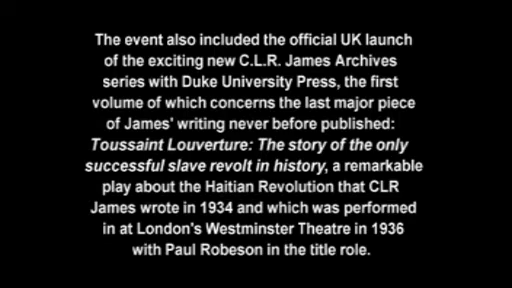 The event also included the official UK launch
of the exciting new C.L.R. James Archives
series with Duke University Press, the first
volume of which concerns the last major piece
of James' writing never before published:
Toussaint Louverture: The story of the only
successful slave revolt in history, a remarkable
play about the Haitian Revolution that CLR
James wrote in 1934 and which was performed
in at London's Westminster Theatre in 1936
with Paul Robeson in the title role.